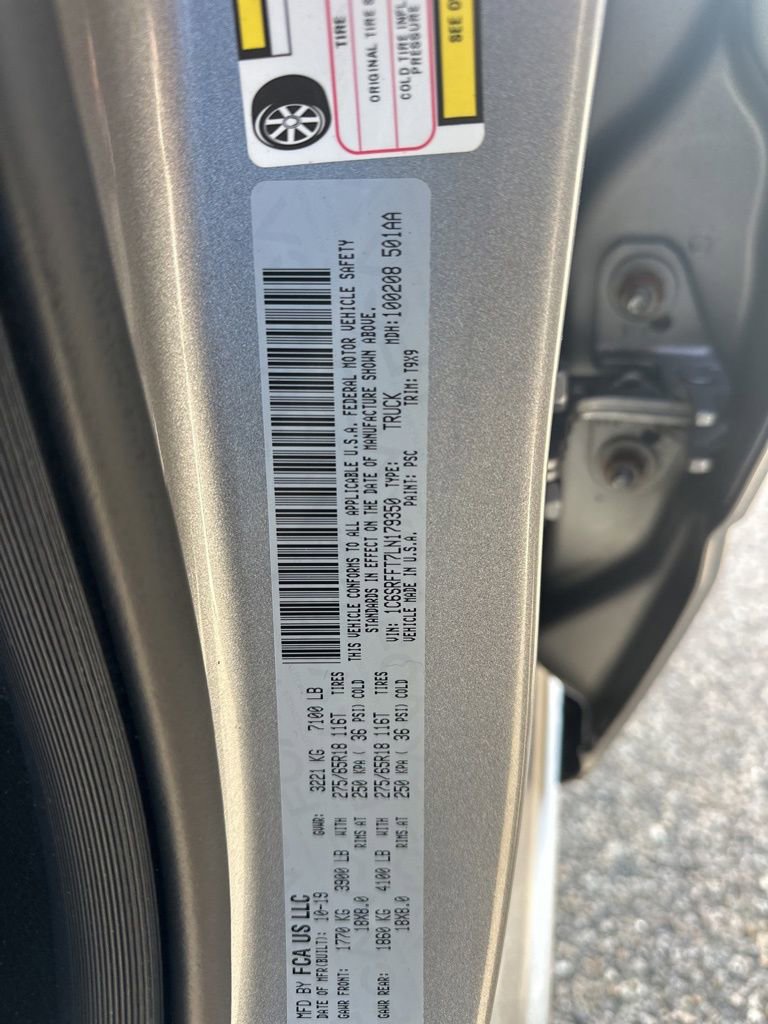 TIRE
ORIGINAL TIRE
COLD TIRE
PRESSURE
SEE
MFD BY FCA US LLC
DATE OF MFR(BUILT): 10-19 GVWR: 3221 KG 7100 LB
GAWR FRONT: 1770 KG 3900 LB WITH 275/65R18 116T TIRES
18X8.0 RIMS AT 250 KPA ( 36 PSI) COLD
GAWR REAR: 1860 KG 4100 LB WITH 275/65R18 116T TIRES
18X8.0 RIMS AT 250 KPA ( 36 PSI) COLD
THIS VEHICLE CONFORMS TO ALL APPLICABLE U.S.A. FEDERAL MOTOR VEHICLE SAFETY
STANDARDS IN EFFECT ON THE DATE OF MANUFACTURE SHOWN ABOVE.
VIN: 1C6SRFFT7LN179350 TYPE: TRUCK MDH:100208 501AA
VEHICLE MADE IN U.S.A. PAINT: PSC TRIM: T9X9